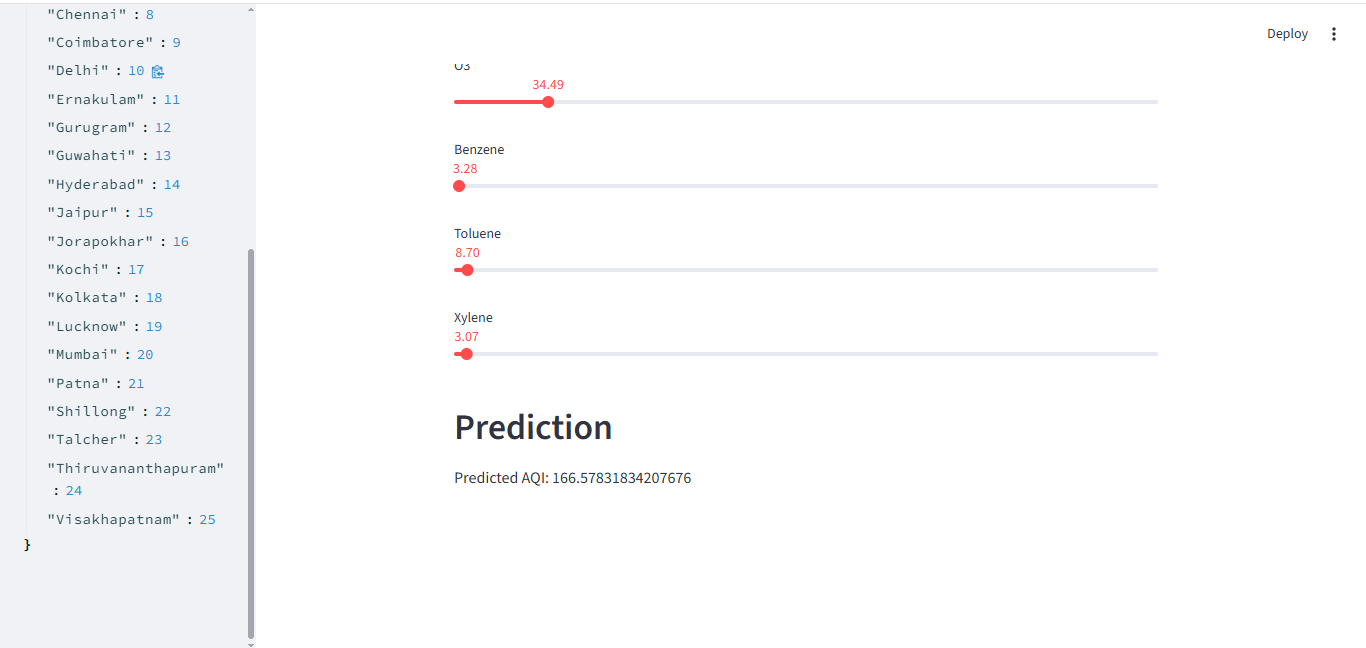 "Chennai" : 8
"Coimbatore" : 9
"Delhi" : 10
"Ernakulam" : 11
"Gurugram" : 12
"Guwahati" : 13
"Hyderabad" : 14
"Jaipur" : 15
"Jorapokhar" : 16
"Kochi" : 17
"Kolkata" : 18
"Lucknow" : 19
"Mumbai" : 20
"Patna" : 21
"Shillong" : 22
"Talcher" : 23
"Thiruvananthapuram"
: 24
"Visakhapatnam" : 25
}
Deploy
O3
34.49
Benzene
3.28
Toluene
8.70
Xylene
3.07
Prediction
Predicted AQI: 166.57831834207676